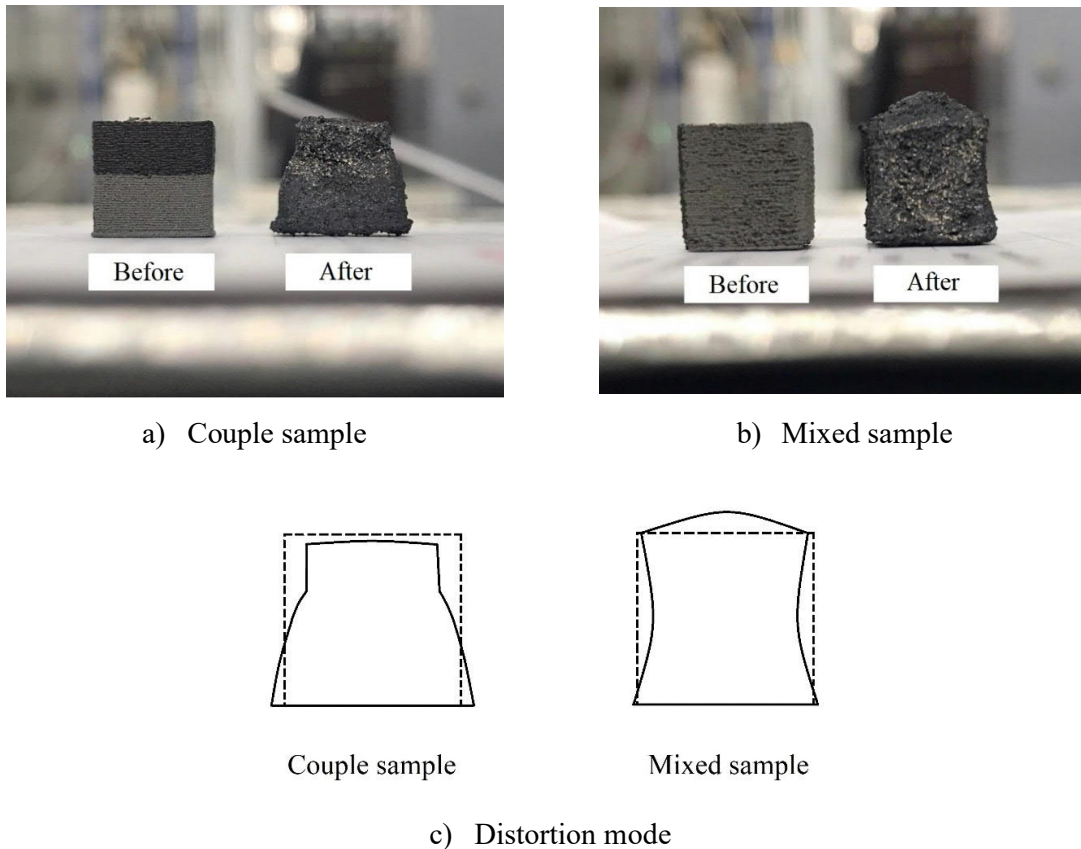 Before
After
Before
After
a) Couple sample
b) Mixed sample
Couple sample
Mixed sample
c) Distortion mode